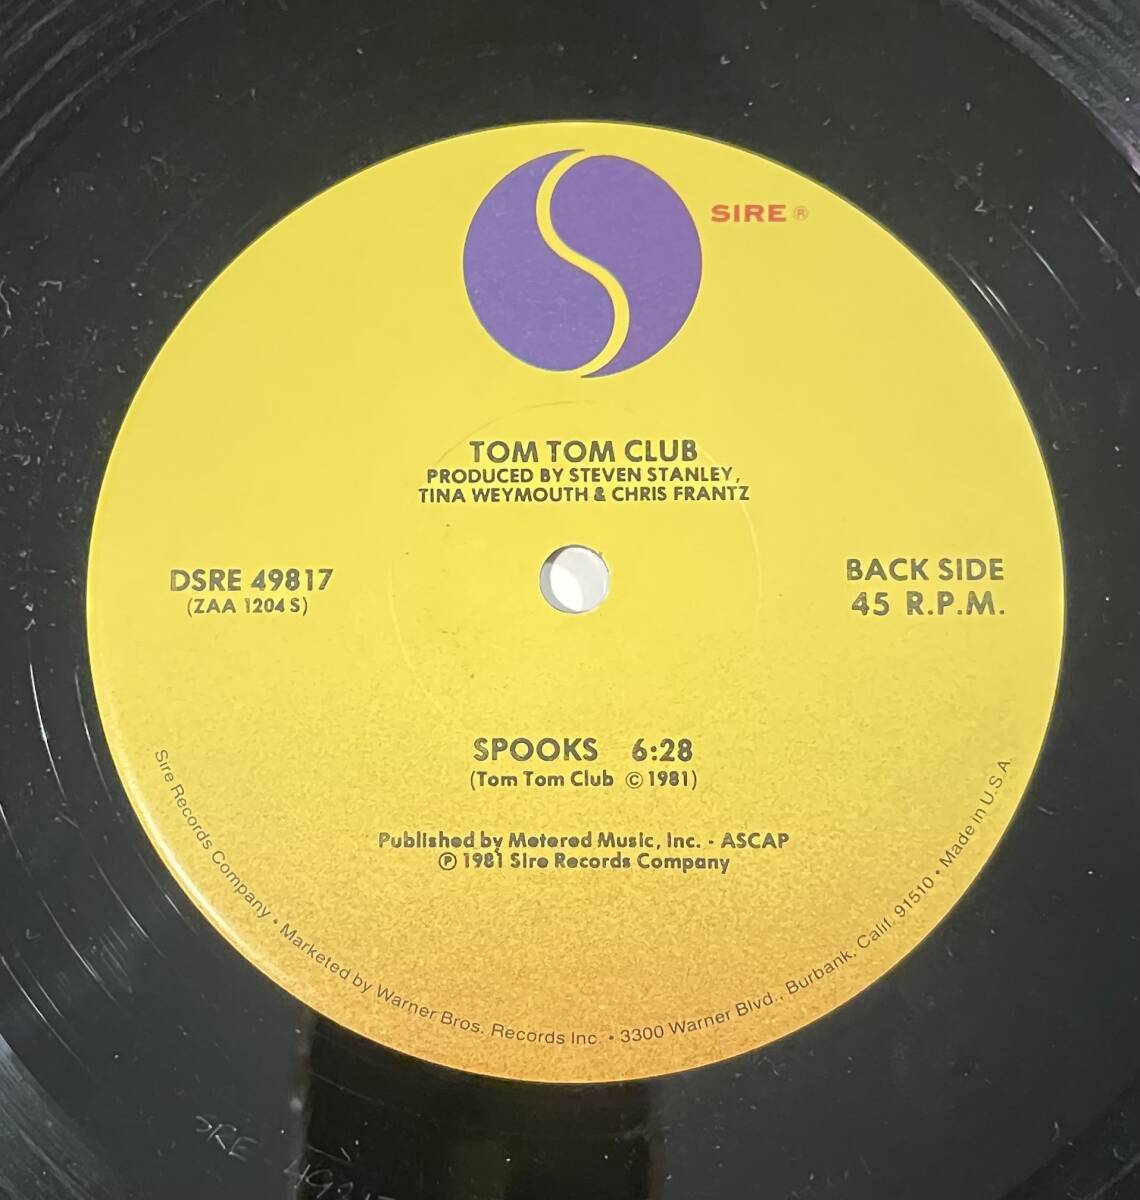 SIRE ®
TOM TOM CLUB
PRODUCED BY STEVEN STANLEY,
TINA WEYMOUTH & CHRIS FRANTZ
DSRE 49817
(ZAA 1204 S)
BACK SIDE
45 R.P.M.
SPOOKS 6:28
(Tom Tom Club © 1981)
Published by Metered Music, Inc. - ASCAP
℗ 1981 Sire Records Company
Sire Records Company • Marketed by Warner Bros. Records Inc. • 3300 Warner Blvd., Burbank, Calif. 91510 • Made in U.S.A.